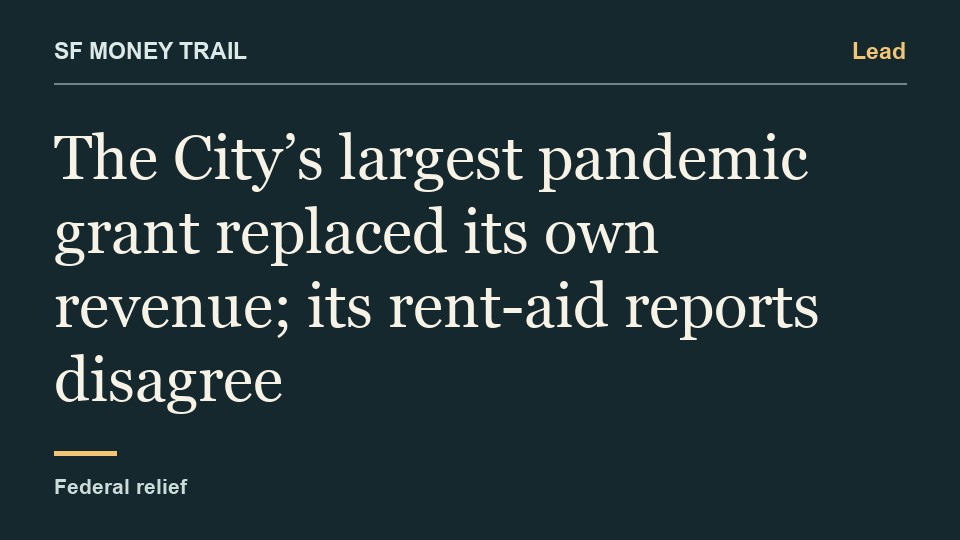 SF MONEY TRAIL
Lead
The City’s largest pandemic
grant replaced its own
revenue; its rent-aid reports
disagree
Federal relief